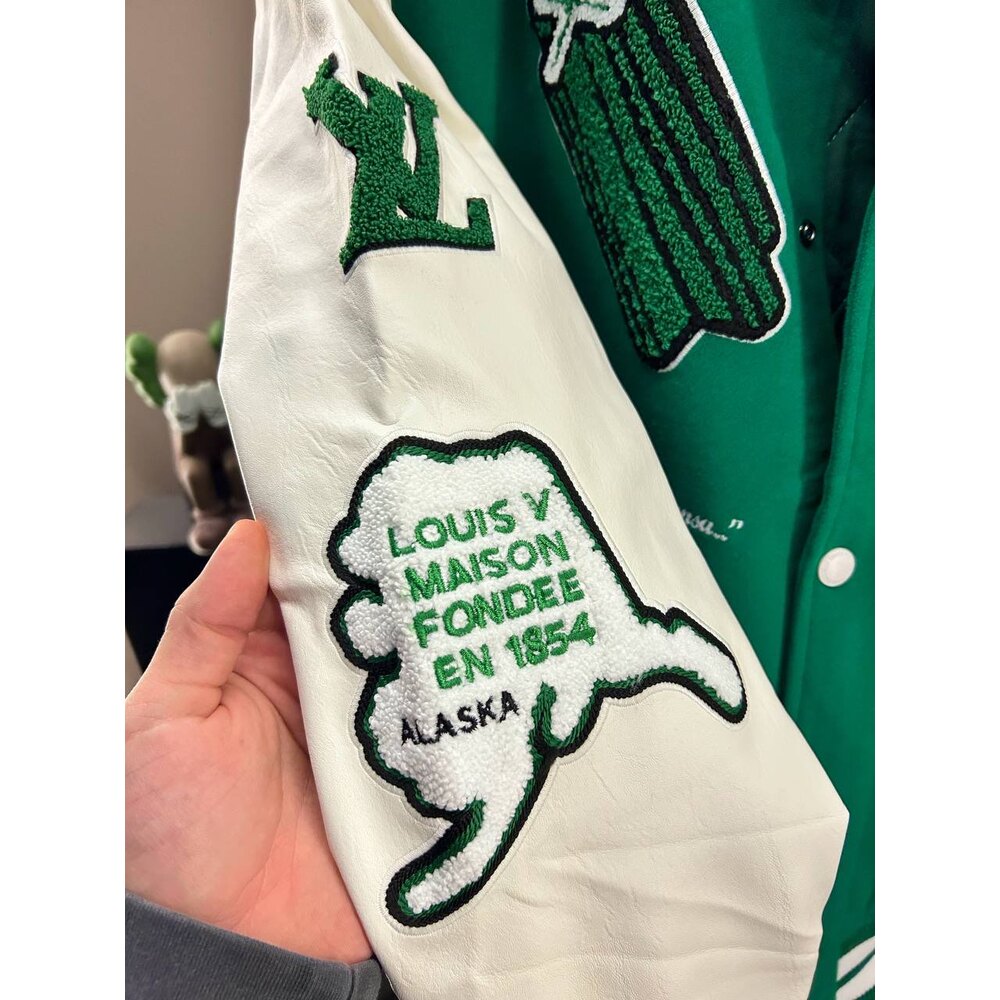 LV
LOUIS V
MAISON
FONDEE
EN 1854
ALASKA